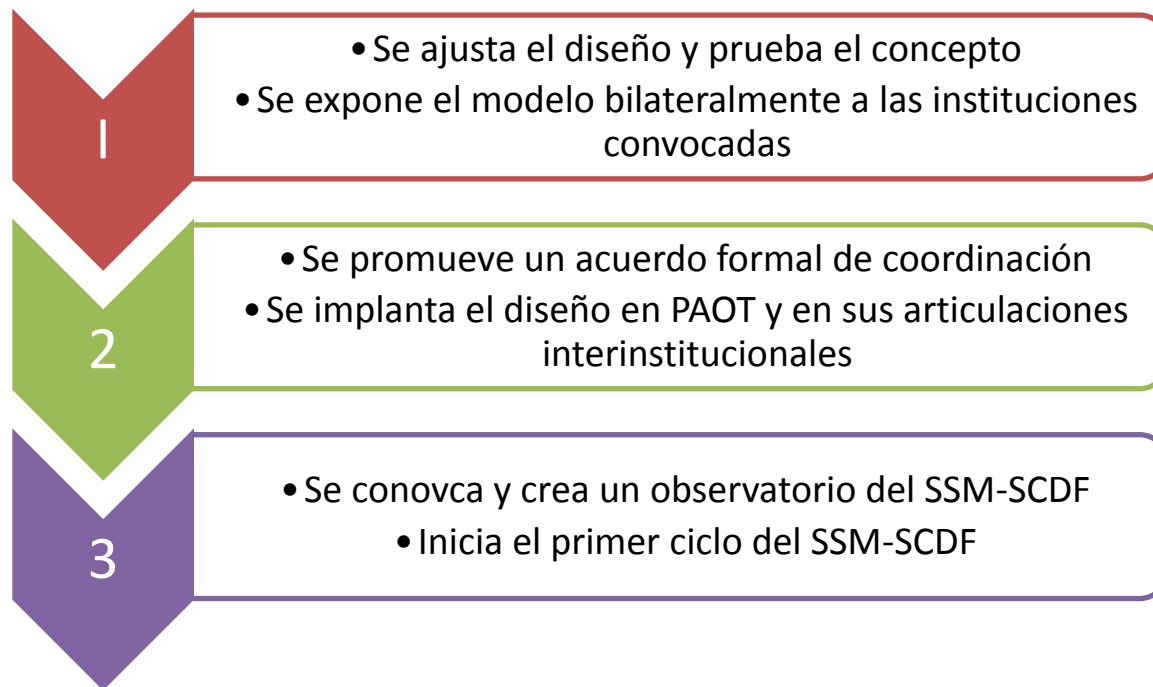 I
• Se ajusta el diseño y prueba el concepto
• Se expone el modelo bilateralmente a las instituciones
convocadas
2
• Se promueve un acuerdo formal de coordinación
• Se implanta el diseño en PAOT y en sus articulaciones
interinstitucionales
3
• Se conovca y crea un observatorio del SSM-SCDF
• Inicia el primer ciclo del SSM-SCDF